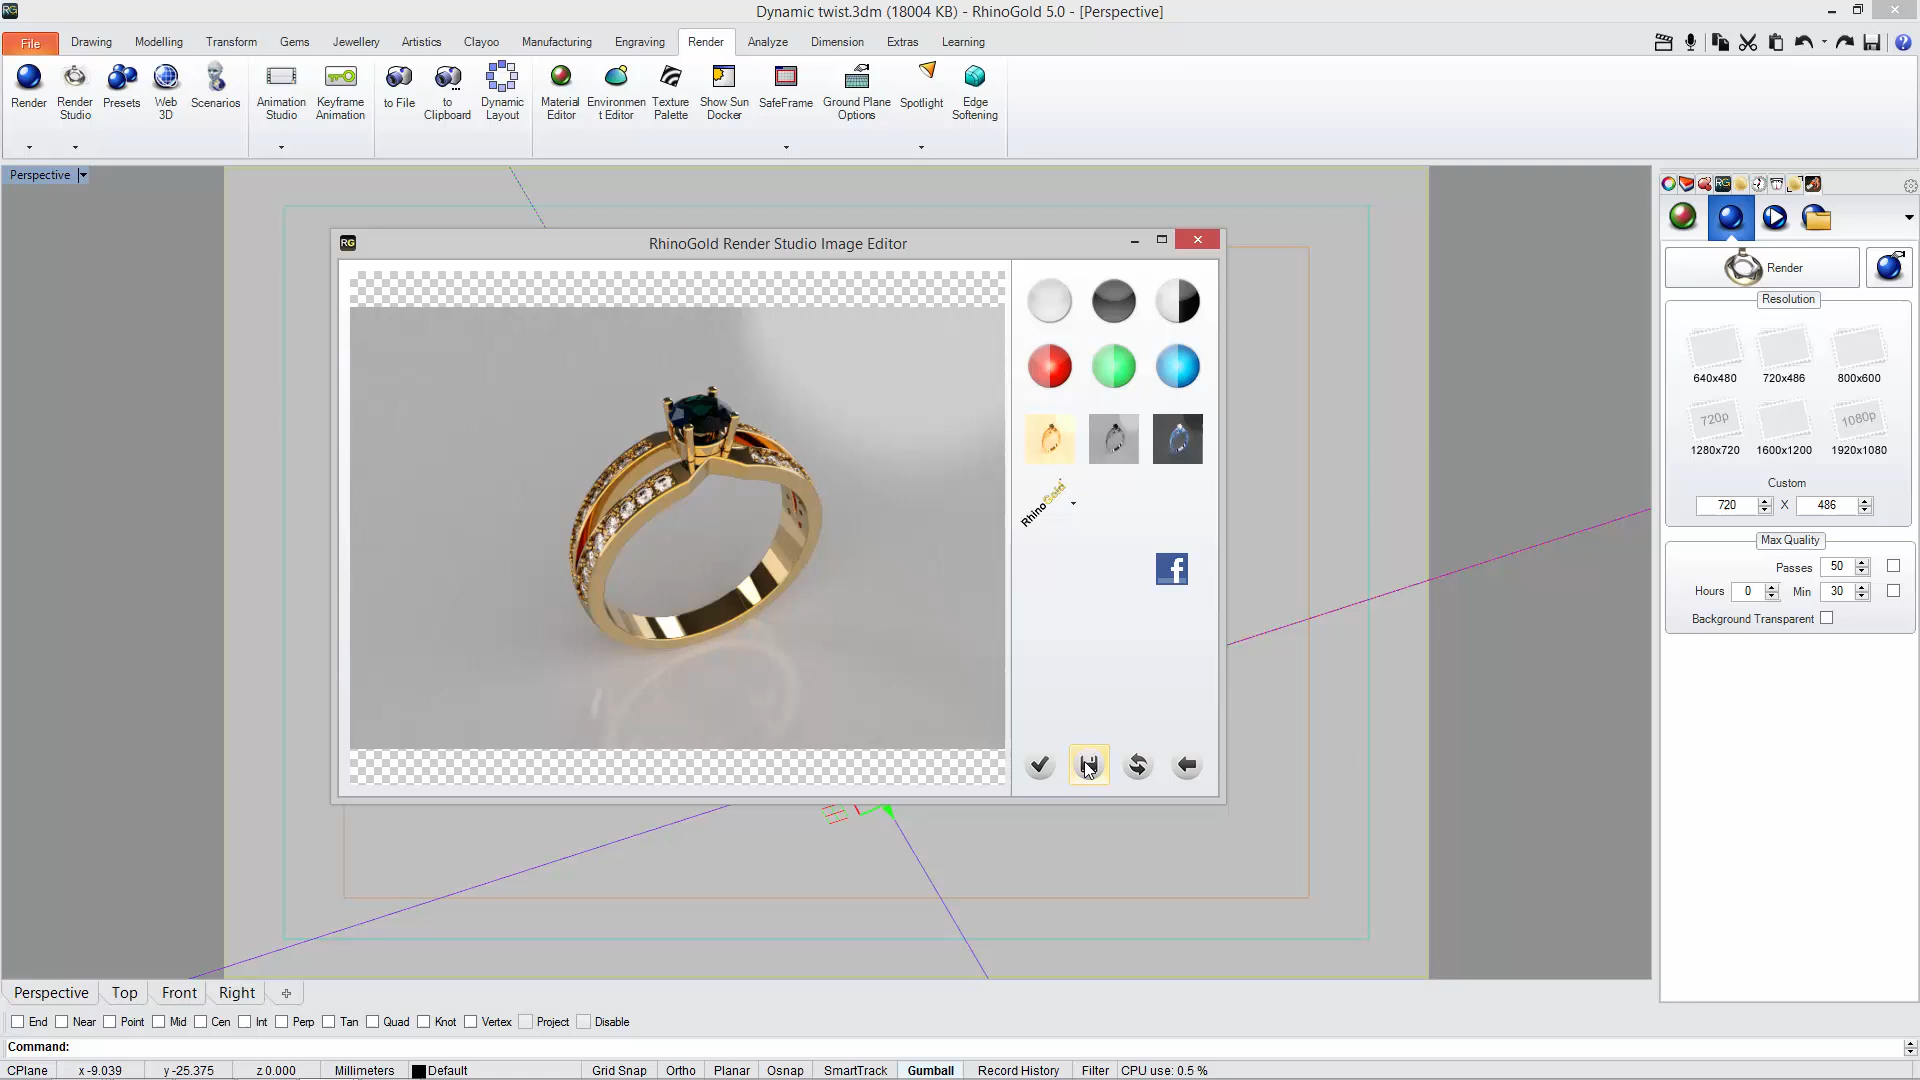 Dynamic twist.3dm (18004 KB) - RhinoGold 5.0 - [Perspective]
File Drawing Modelling Transform Gems Jewellery Artistics Clayoo Manufacturing Engraving Render Analyze Dimension Extras Learning
Render Render Studio Presets Web 3D Scenarios Animation Studio Keyframe Animation to File to Clipboard Dynamic Layout Material Editor Environmen t Editor Texture Palette Show Sun Docker SafeFrame Ground Plane Options Spotlight Edge Softening
Perspective
RG RhinoGold Render Studio Image Editor
RhinoGold
f
Render
Resolution
640x480 720x486 800x600
720p 1080p
1280x720 1600x1200 1920x1080
Custom
720 X 486
Max Quality
Passes 50
Hours 0 Min 30
Background Transparent
Perspective Top Front Right
End Near Point Mid Cen Int Perp Tan Quad Knot Vertex Project Disable
Command:
CPlane x -9.039 y -25.375 z 0.000 Millimeters Default Grid Snap Ortho Planar Osnap SmartTrack Gumball Record History Filter CPU use: 0.5 %